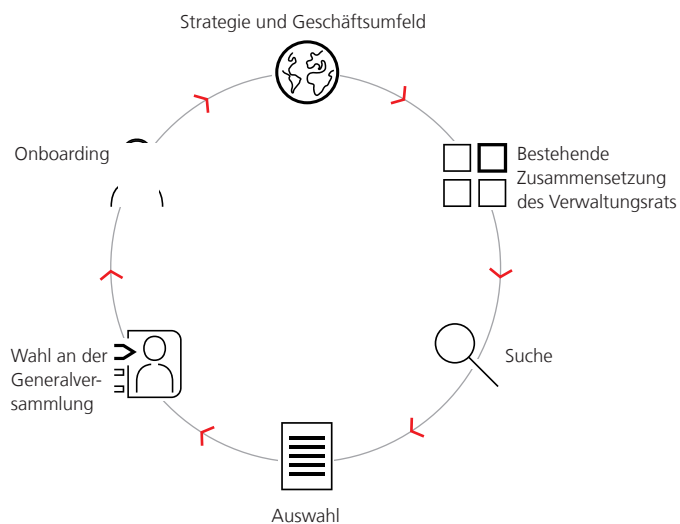 Strategie und Geschäftsumfeld
Bestehende
Zusammensetzung
des Verwaltungsrats
Suche
Auswahl
Wahl an der
Generalver-
sammlung
Onboarding